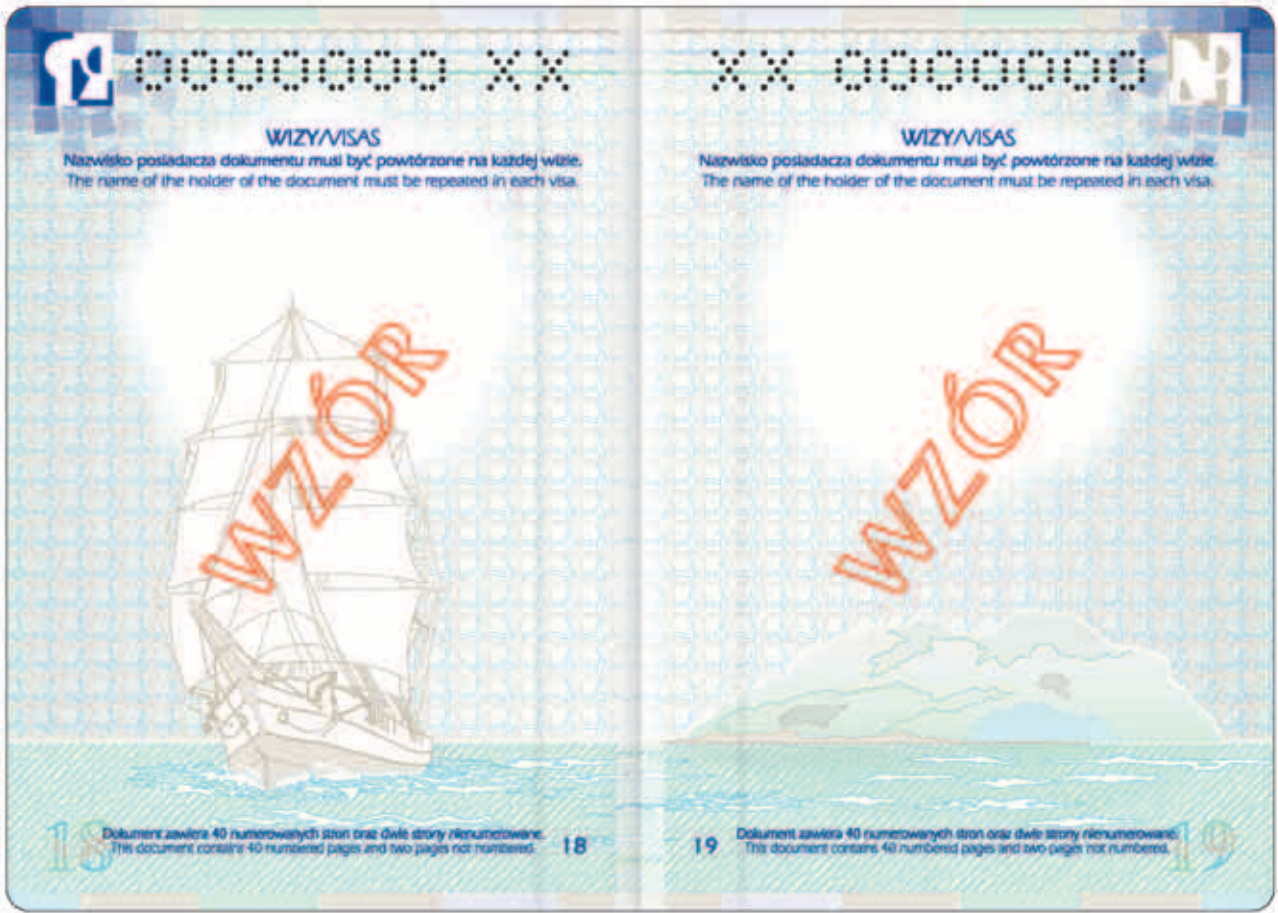 0000000 XX
WIZY/VISAS
Nazwisko posiadacza dokumentu musi być powtórzone na każdej wizie.
The name of the holder of the document must be repeated in each visa.
WZÓR
18
Dokument zawiera 40 numerowanych stron oraz dwie strony nienumerowane.
This document contains 40 numbered pages and two pages not numbered.
18
XX 0000000
WIZY/VISAS
Nazwisko posiadacza dokumentu musi być powtórzone na każdej wizie.
The name of the holder of the document must be repeated in each visa.
WZÓR
19
Dokument zawiera 40 numerowanych stron oraz dwie strony nienumerowane.
This document contains 40 numbered pages and two pages not numbered.
19